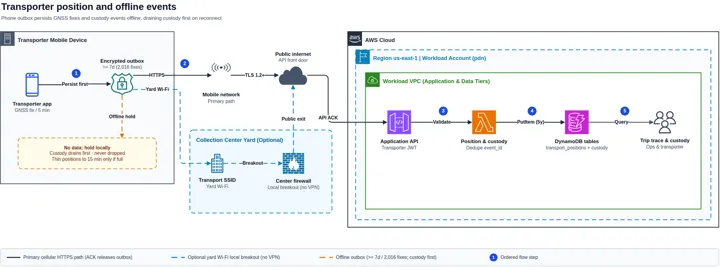 Transporter position and offline events
Phone outbox persists GNSS fixes and custody events offline, draining custody first on reconnect
Transporter Mobile Device
Encrypted outbox
>= 7d (2,016 fixes)
1
Persist first
Transporter app
GNSS fix / 5 min
Offline hold
No data: hold locally
Custody drains first - never dropped
Thin positions to 15 min only if full
2
HTTPS
Yard Wi-Fi
Mobile network
Primary path
TLS 1.2+
Public internet
API front door
Public exit
API ACK
Collection Center Yard (Optional)
Transport SSID
Yard Wi-Fi
Breakout
Center firewall
Local breakout (no VPN)
aws
AWS Cloud
Region us-east-1 | Workload Account (pdn)
Workload VPC (Application & Data Tiers)
Application API
Transporter JWT
3
Validate
Position & custody
Dedupe event_id
4
PutItem (5y)
DynamoDB tables
transport_positions + custody
5
Query
Trip trace & custody
Ops & transporter
Primary cellular HTTPS path (ACK releases outbox)
Optional yard Wi-Fi local breakout (no VPN)
Offline outbox (>= 7d / 2,016 fixes; custody first)
1
Ordered flow step